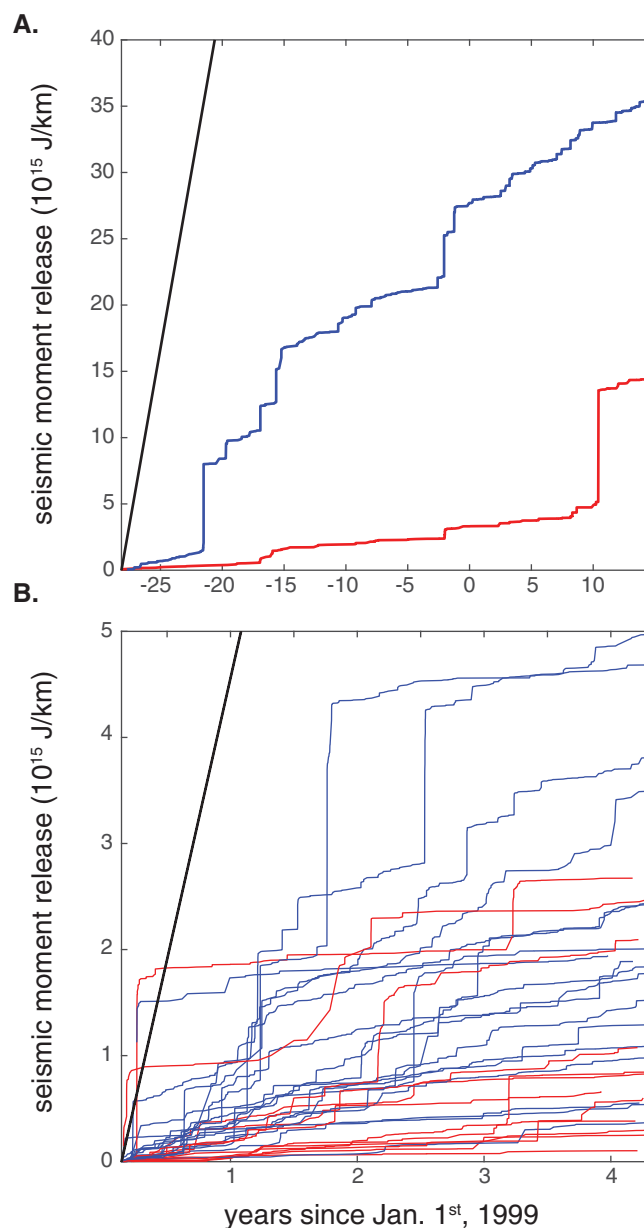 A.
seismic moment release (10¹⁵ J/km)
40
35
30
25
20
15
10
5
0
-25 -20 -15 -10 -5 0 5 10
B.
seismic moment release (10¹⁵ J/km)
5
4
3
2
1
0
1 2 3 4
years since Jan. 1ˢᵗ, 1999